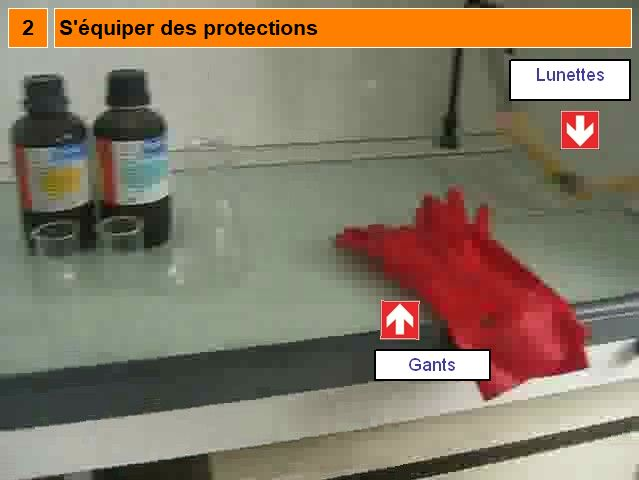 2
S'équiper des protections
Lunettes
Gants